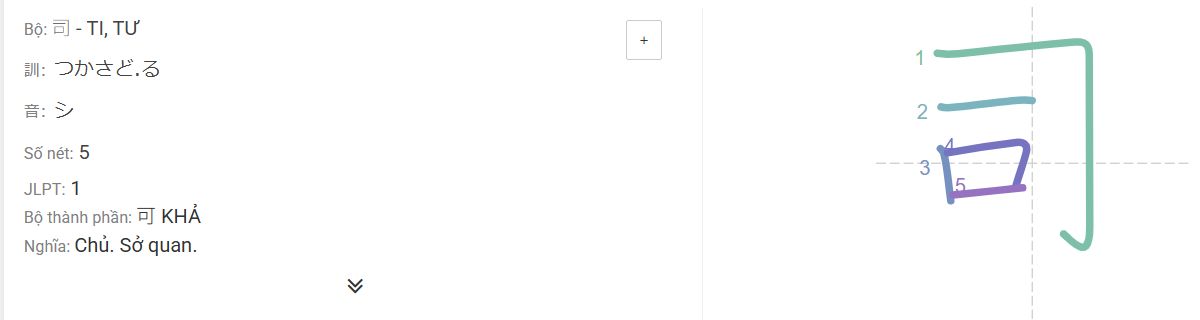 Bộ: 司 - TI, TƯ
+
訓: つかさど.る
音: シ
Số nét: 5
JLPT: 1
Bộ thành phần: 可 KHẢ
Nghĩa: Chủ. Sở quan.
1
2
3
4
5
司